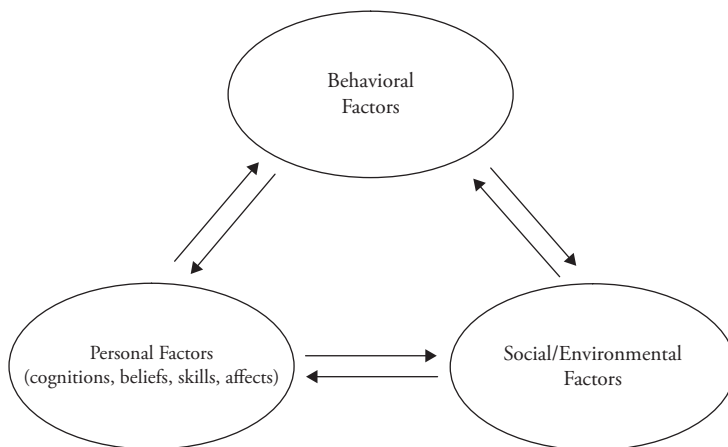 Behavioral
Factors
Personal Factors
(cognitions, beliefs, skills, affects)
Social/Environmental
Factors